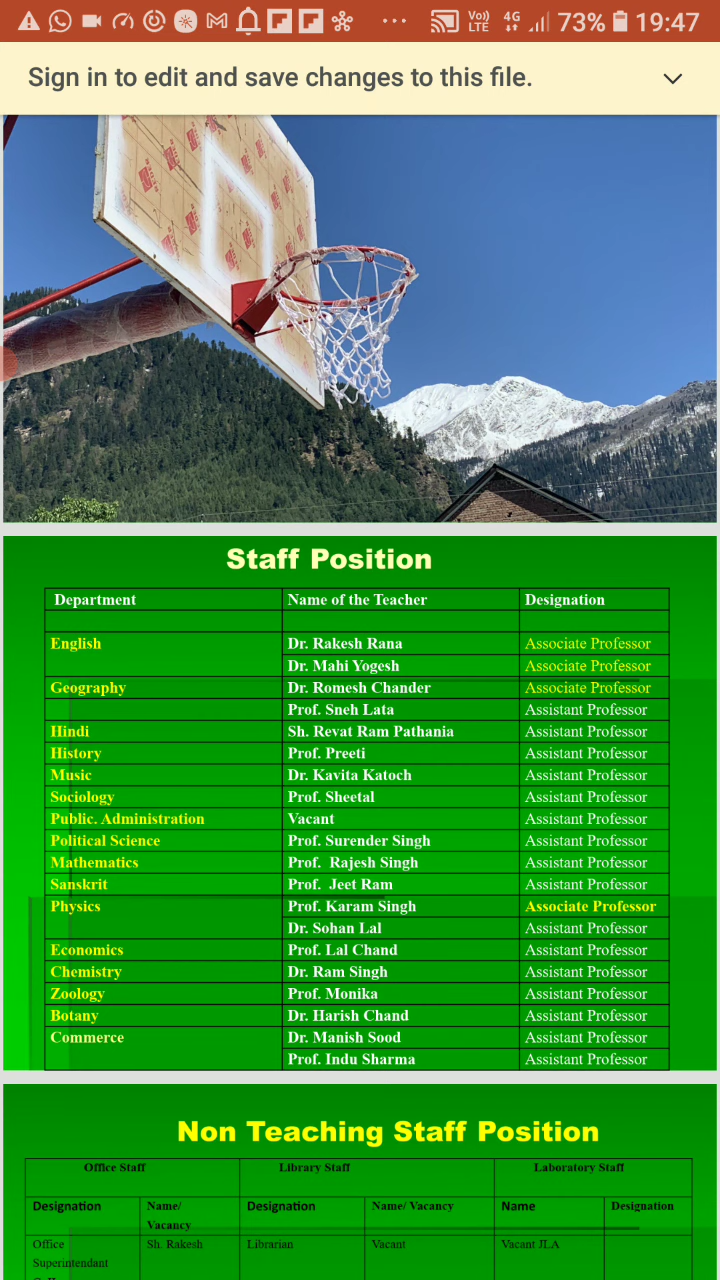 Vo)) 4G 73% 19:47
LTE
Sign in to edit and save changes to this file.
Staff Position
Department Name of the Teacher Designation
English Dr. Rakesh Rana Associate Professor
Dr. Mahi Yogesh Associate Professor
Geography Dr. Romesh Chander Associate Professor
Prof. Sneh Lata Assistant Professor
Hindi Sh. Revat Ram Pathania Assistant Professor
History Prof. Preeti Assistant Professor
Music Dr. Kavita Katoch Assistant Professor
Sociology Prof. Sheetal Assistant Professor
Public. Administration Vacant Assistant Professor
Political Science Prof. Surender Singh Assistant Professor
Mathematics Prof. Rajesh Singh Assistant Professor
Sanskrit Prof. Jeet Ram Assistant Professor
Physics Prof. Karam Singh Associate Professor
Dr. Sohan Lal Assistant Professor
Economics Prof. Lal Chand Assistant Professor
Chemistry Dr. Ram Singh Assistant Professor
Zoology Prof. Monika Assistant Professor
Botany Dr. Harish Chand Assistant Professor
Commerce Dr. Manish Sood Assistant Professor
Prof. Indu Sharma Assistant Professor
Non Teaching Staff Position
Office Staff Library Staff Laboratory Staff
Designation Name/ Designation Name/ Vacancy Name Designation
Vacancy
Office Sh. Rakesh Librarian Vacant Vacant JLA
Superintendant